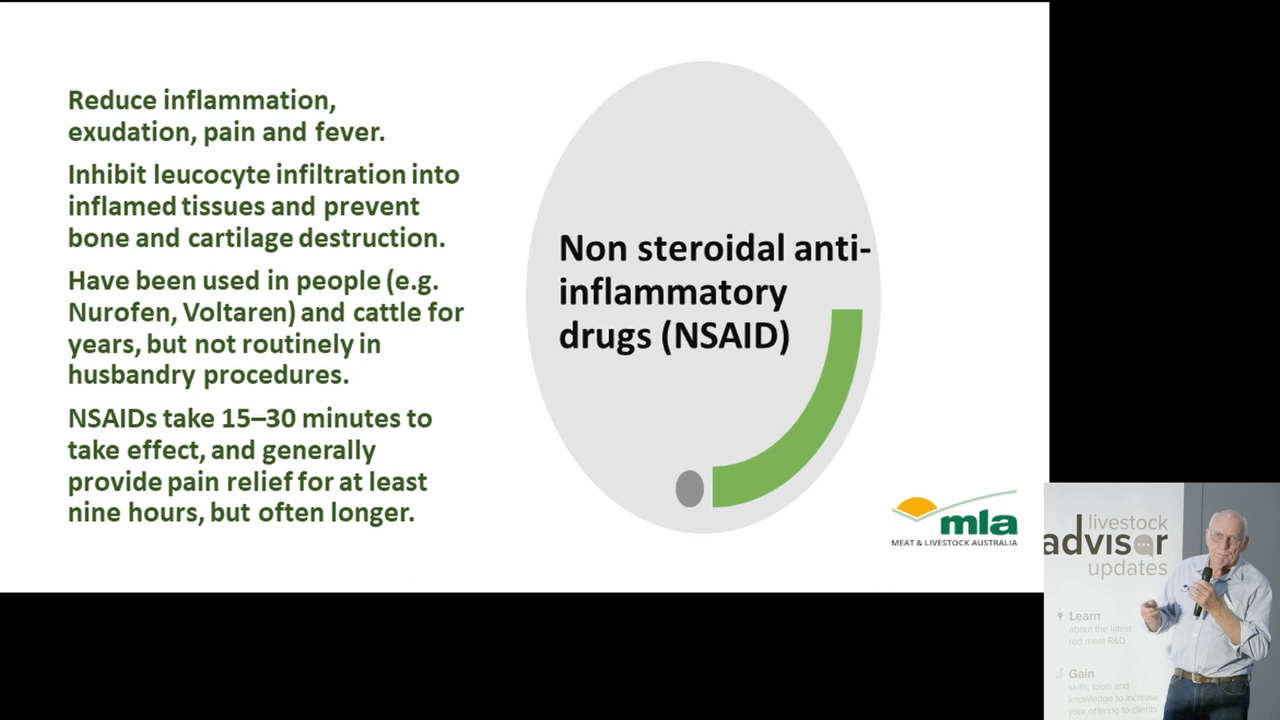 Reduce inflammation,
exudation, pain and fever.
Inhibit leucocyte infiltration into
inflamed tissues and prevent
bone and cartilage destruction.
Have been used in people (e.g.
Nurofen, Voltaren) and cattle for
years, but not routinely in
husbandry procedures.
NSAIDs take 15–30 minutes to
take effect, and generally
provide pain relief for at least
nine hours, but often longer.
Non steroidal anti-
inflammatory
drugs (NSAID)
mla
MEAT & LIVESTOCK AUSTRALIA
livestock
advisor
updates
Learn
about the latest
red meat R&D
Gain
skills, tools and
knowledge to increase
your offering to clients